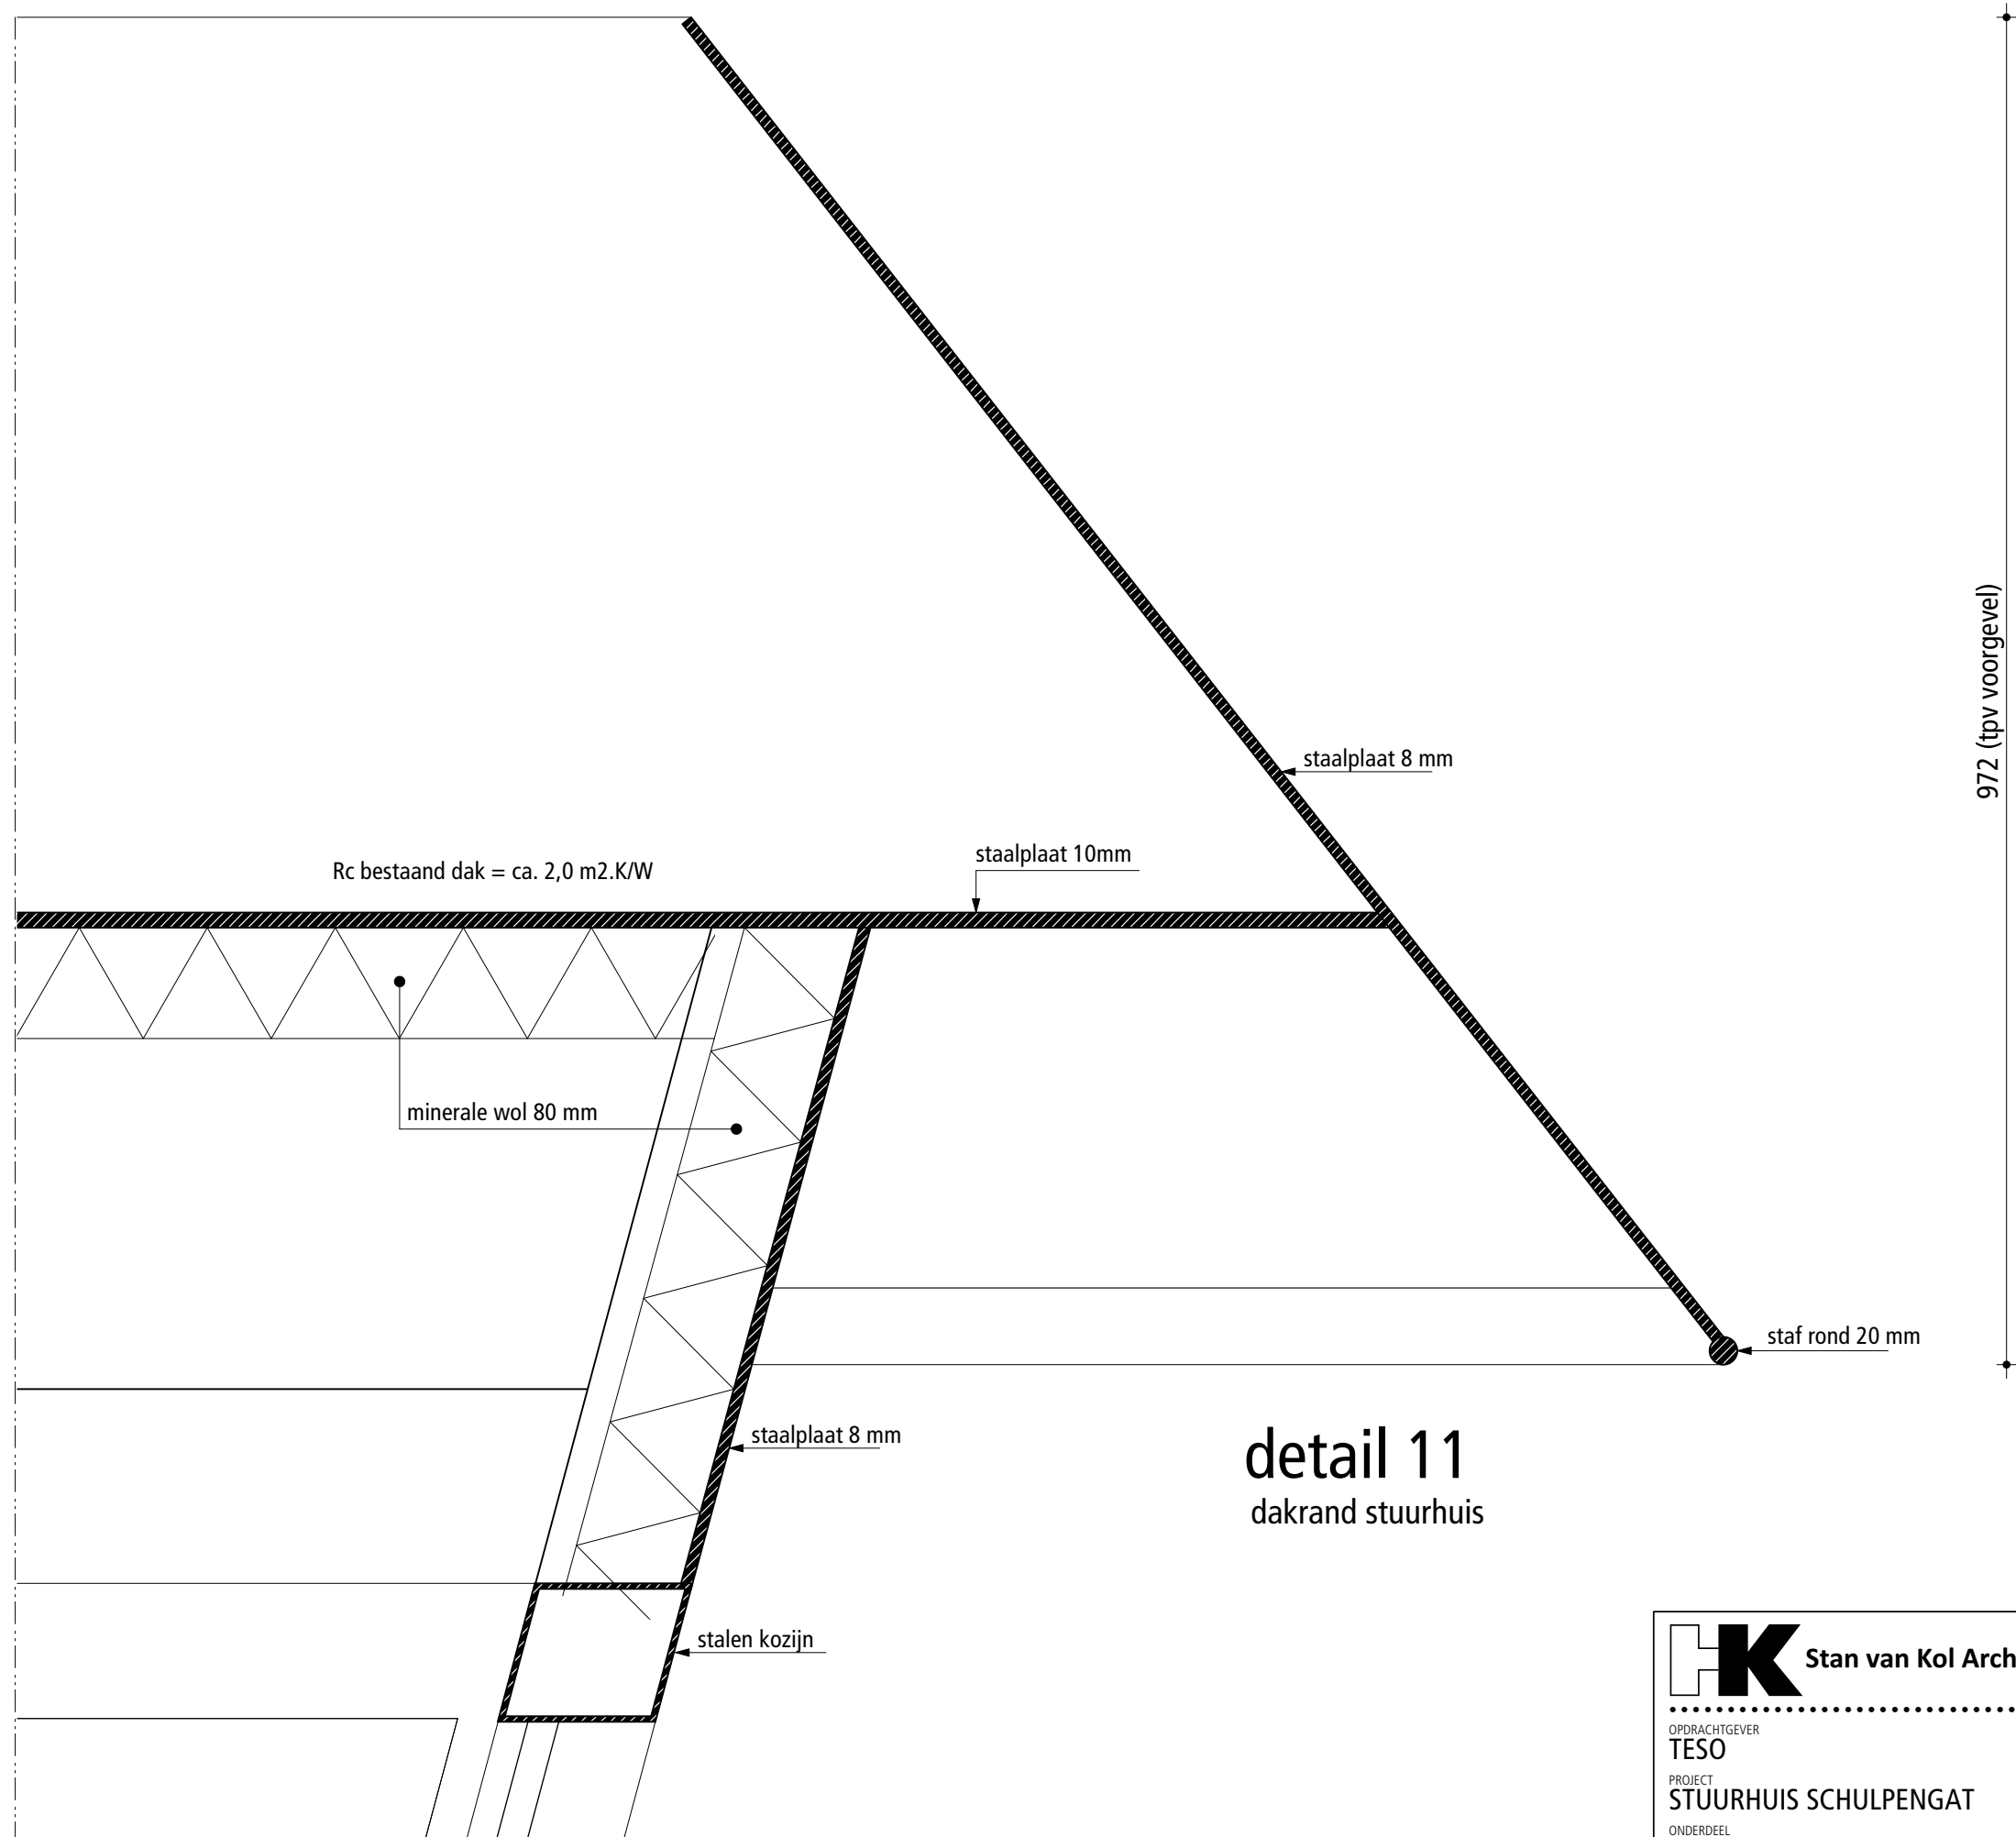 972 (tpv voorgevel)
staalplaat 8 mm
staalplaat 10mm
Rc bestaand dak = ca. 2,0 m2.K/W
minerale wol 80 mm
staf rond 20 mm
staalplaat 8 mm
detail 11
dakrand stuurhuis
stalen kozijn
HK Stan van Kol Arch
OPDRACHTGEVER
TESO
PROJECT
STUURHUIS SCHULPENGAT
ONDERDEEL